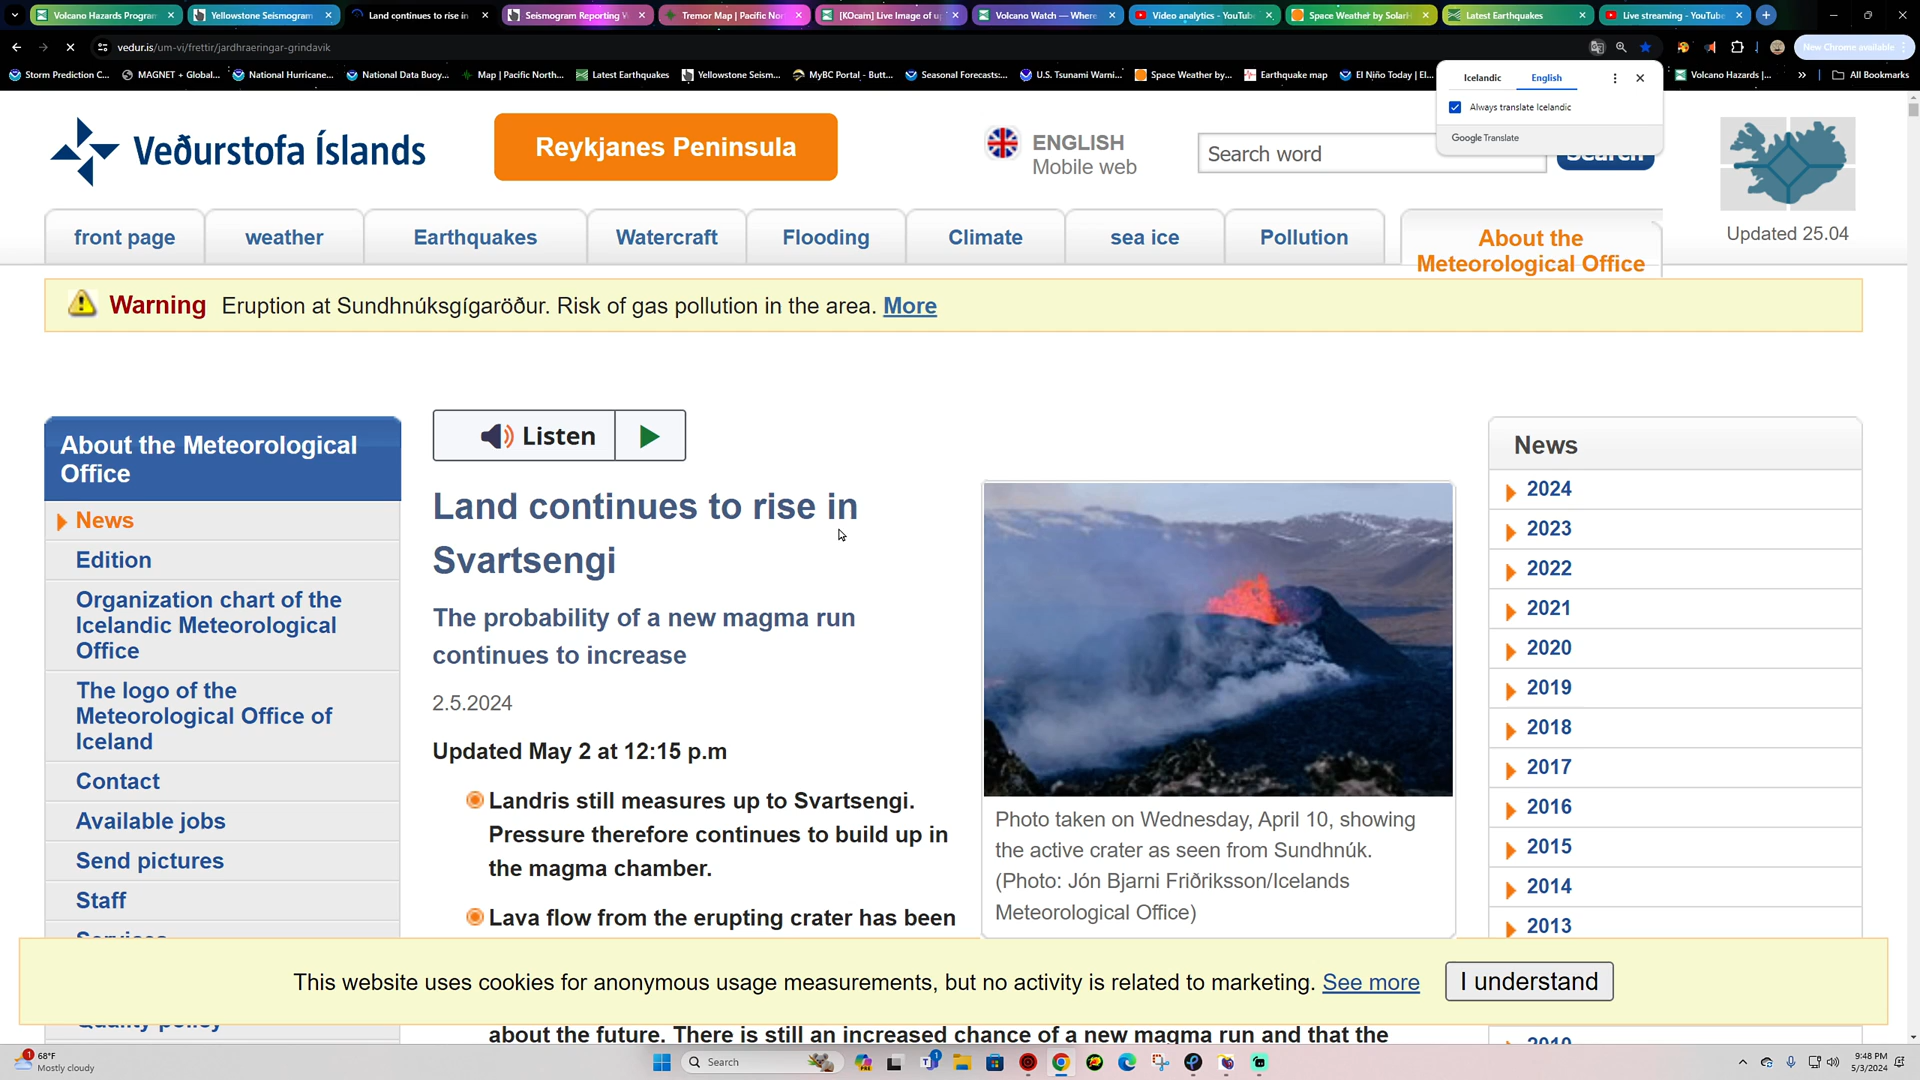 Volcano Hazards Program
Yellowstone Seismogram
Land continues to rise in
Seismogram Reporting
Tremor Map | Pacific Nor
[KOcam] Live Image of
Volcano Watch — Where
Video analytics - YouTube
Space Weather by Solar
Latest Earthquakes
Live streaming - YouTube
vedur.is/um-vi/frettir/jardhraeringar-grindavik
New Chrome available
Storm Prediction C...
MAGNET + Global...
National Hurricane...
National Data Buoy...
Map | Pacific North...
Latest Earthquakes
Yellowstone Seism...
MyBC Portal - Butt...
Seasonal Forecasts:...
U.S. Tsunami Warni...
Space Weather by...
Earthquake map
El Niño Today | El...
Volcano Hazards |...
All Bookmarks
Icelandic English
Always translate Icelandic
Google Translate
Veðurstofa Íslands
Reykjanes Peninsula
ENGLISH
Mobile web
Search word
Search
Updated 25.04
front page
weather
Earthquakes
Watercraft
Flooding
Climate
sea ice
Pollution
About the
Meteorological Office
Warning Eruption at Sundhnúksgígaröður. Risk of gas pollution in the area. More
About the Meteorological
Office
News
Edition
Organization chart of the
Icelandic Meteorological
Office
The logo of the
Meteorological Office of
Iceland
Contact
Available jobs
Send pictures
Staff
Services
Quality policy
Listen
Land continues to rise in
Svartsengi
The probability of a new magma run
continues to increase
2.5.2024
Updated May 2 at 12:15 p.m
Landris still measures up to Svartsengi.
Pressure therefore continues to build up in
the magma chamber.
Lava flow from the erupting crater has been
about the future. There is still an increased chance of a new magma run and that the
Photo taken on Wednesday, April 10, showing
the active crater as seen from Sundhnúk.
(Photo: Jón Bjarni Friðriksson/Icelands
Meteorological Office)
News
2024
2023
2022
2021
2020
2019
2018
2017
2016
2015
2014
2013
2010
This website uses cookies for anonymous usage measurements, but no activity is related to marketing. See more
I understand
1
68°F
Mostly cloudy
Search
1
9:48 PM
5/3/2024